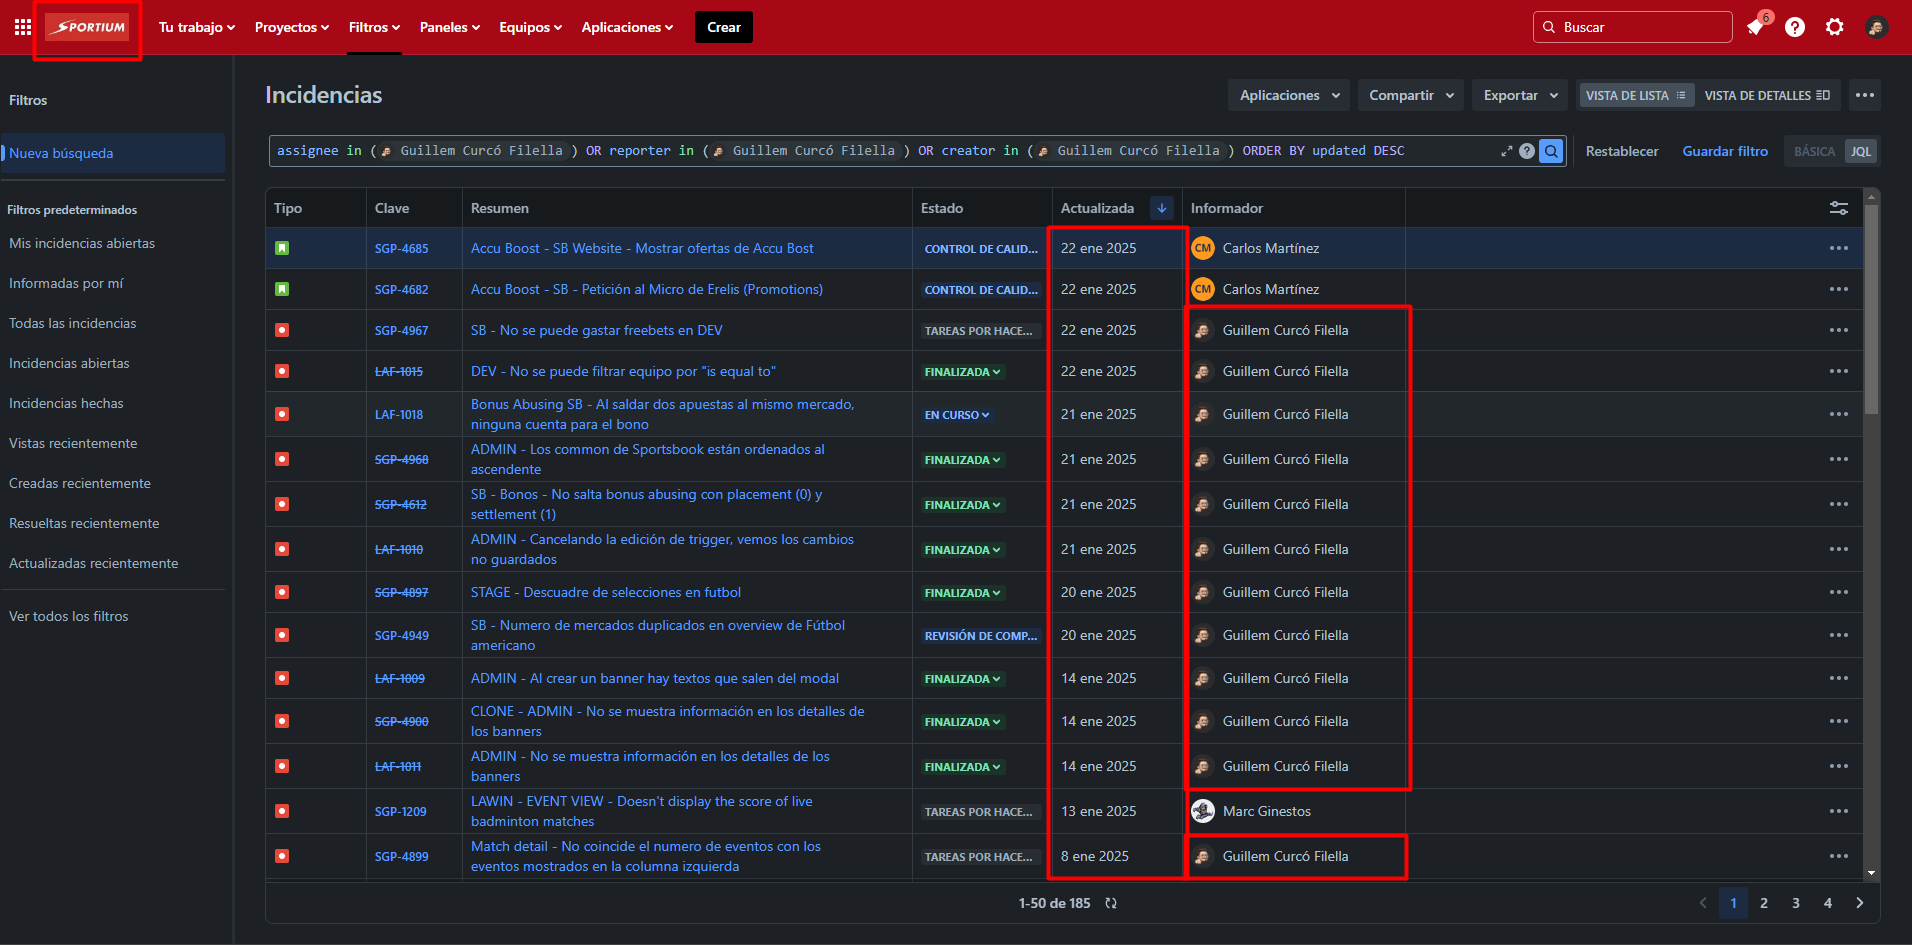 SPORTIUM
Tu trabajo
Proyectos
Filtros
Paneles
Equipos
Aplicaciones
Crear
Buscar
6
Filtros
Nueva búsqueda
Filtros predeterminados
Mis incidencias abiertas
Informadas por mí
Todas las incidencias
Incidencias abiertas
Incidencias hechas
Vistas recientemente
Creadas recientemente
Resueltas recientemente
Actualizadas recientemente
Ver todos los filtros
Incidencias
Aplicaciones
Compartir
Exportar
VISTA DE LISTA
VISTA DE DETALLES
assignee in ( Guillem Curcó Filella ) OR reporter in ( Guillem Curcó Filella ) OR creator in ( Guillem Curcó Filella ) ORDER BY updated DESC
Restablecer
Guardar filtro
BÁSICA
JQL
Tipo Clave Resumen Estado Actualizada Informador
SGP-4685 Accu Boost - SB Website - Mostrar ofertas de Accu Bost CONTROL DE CALID... 22 ene 2025 CM Carlos Martínez
SGP-4682 Accu Boost - SB - Petición al Micro de Erelis (Promotions) CONTROL DE CALID... 22 ene 2025 CM Carlos Martínez
SGP-4967 SB - No se puede gastar freebets en DEV TAREAS POR HACE... 22 ene 2025 Guillem Curcó Filella
LAF-1015 DEV - No se puede filtrar equipo por "is equal to" FINALIZADA 22 ene 2025 Guillem Curcó Filella
LAF-1018 Bonus Abusing SB - Al saldar dos apuestas al mismo mercado,
ninguna cuenta para el bono EN CURSO 21 ene 2025 Guillem Curcó Filella
SGP-4968 ADMIN - Los common de Sportsbook están ordenados al
ascendente FINALIZADA 21 ene 2025 Guillem Curcó Filella
SGP-4612 SB - Bonos - No salta bonus abusing con placement (0) y
settlement (1) FINALIZADA 21 ene 2025 Guillem Curcó Filella
LAF-1010 ADMIN - Cancelando la edición de trigger, vemos los cambios
no guardados FINALIZADA 21 ene 2025 Guillem Curcó Filella
SGP-4897 STAGE - Descuadre de selecciones en futbol FINALIZADA 20 ene 2025 Guillem Curcó Filella
SGP-4949 SB - Numero de mercados duplicados en overview de Fútbol
americano REVISIÓN DE COMP... 20 ene 2025 Guillem Curcó Filella
LAF-1009 ADMIN - Al crear un banner hay textos que salen del modal FINALIZADA 14 ene 2025 Guillem Curcó Filella
SGP-4900 CLONE - ADMIN - No se muestra información en los detalles de
los banners FINALIZADA 14 ene 2025 Guillem Curcó Filella
LAF-1011 ADMIN - No se muestra información en los detalles de los
banners FINALIZADA 14 ene 2025 Guillem Curcó Filella
SGP-1209 LAWIN - EVENT VIEW - Doesn't display the score of live
badminton matches TAREAS POR HACE... 13 ene 2025 Marc Ginestos
SGP-4899 Match detail - No coincide el numero de eventos con los
eventos mostrados en la columna izquierda TAREAS POR HACE... 8 ene 2025 Guillem Curcó Filella
1-50 de 185
1 2 3 4